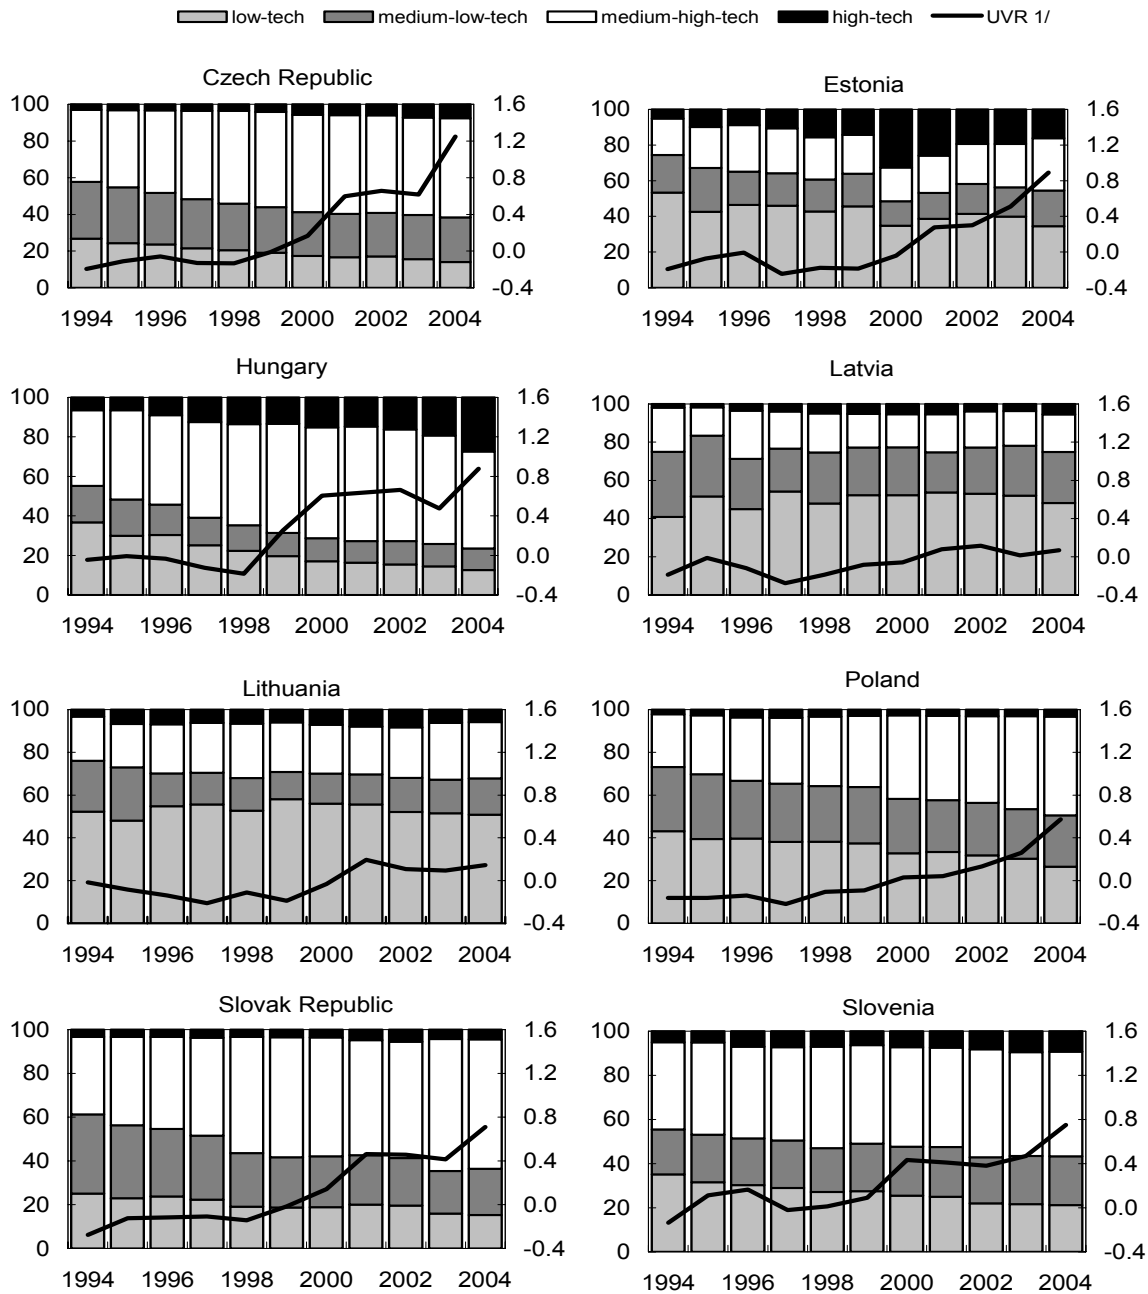 low-tech medium-low-tech medium-high-tech high-tech UVR 1/
Czech Republic
100 80 60 40 20 0
1.6 1.2 0.8 0.4 0.0 -0.4
1994 1996 1998 2000 2002 2004
Estonia
100 80 60 40 20 0
1.6 1.2 0.8 0.4 0.0 -0.4
1994 1996 1998 2000 2002 2004
Hungary
100 80 60 40 20 0
1.6 1.2 0.8 0.4 0.0 -0.4
1994 1996 1998 2000 2002 2004
Latvia
100 80 60 40 20 0
1.6 1.2 0.8 0.4 0.0 -0.4
1994 1996 1998 2000 2002 2004
Lithuania
100 80 60 40 20 0
1.6 1.2 0.8 0.4 0.0 -0.4
1994 1996 1998 2000 2002 2004
Poland
100 80 60 40 20 0
1.6 1.2 0.8 0.4 0.0 -0.4
1994 1996 1998 2000 2002 2004
Slovak Republic
100 80 60 40 20 0
1.6 1.2 0.8 0.4 0.0 -0.4
1994 1996 1998 2000 2002 2004
Slovenia
100 80 60 40 20 0
1.6 1.2 0.8 0.4 0.0 -0.4
1994 1996 1998 2000 2002 2004